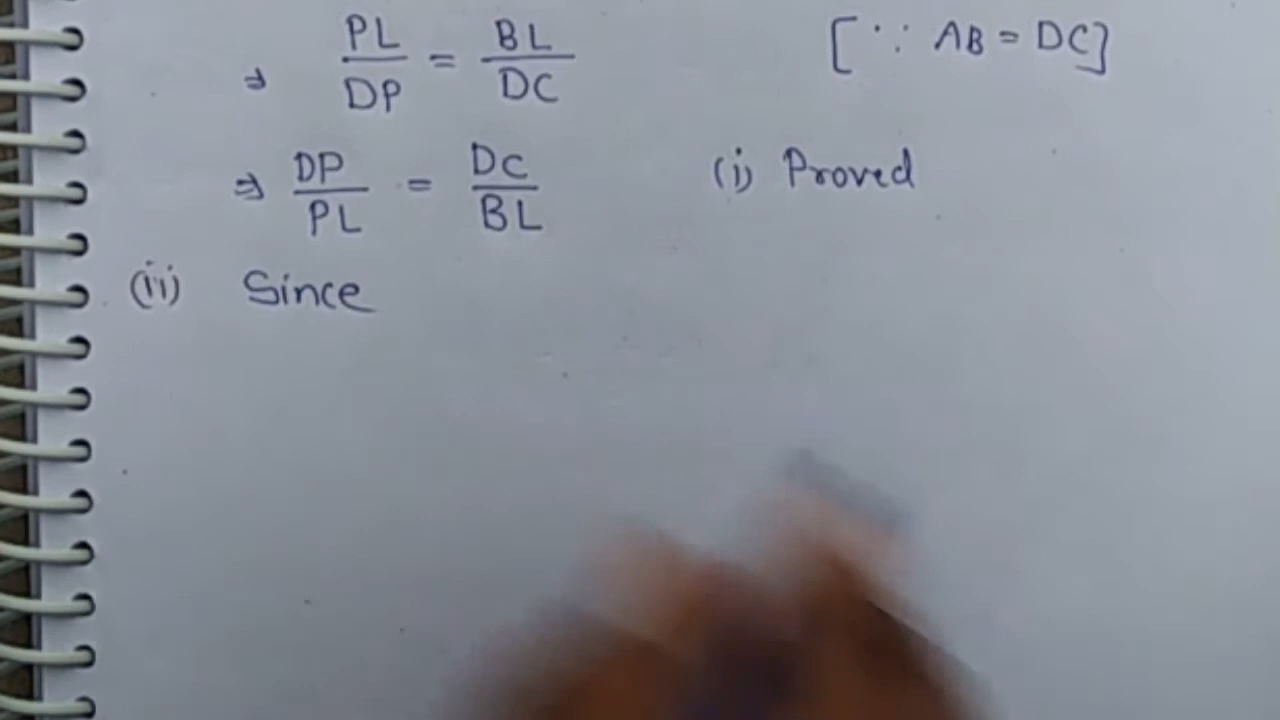 ⇒ PL/DP = BL/DC [∵ AB = DC]
⇒ DP/PL = DC/BL (i) Proved
(ii) Since